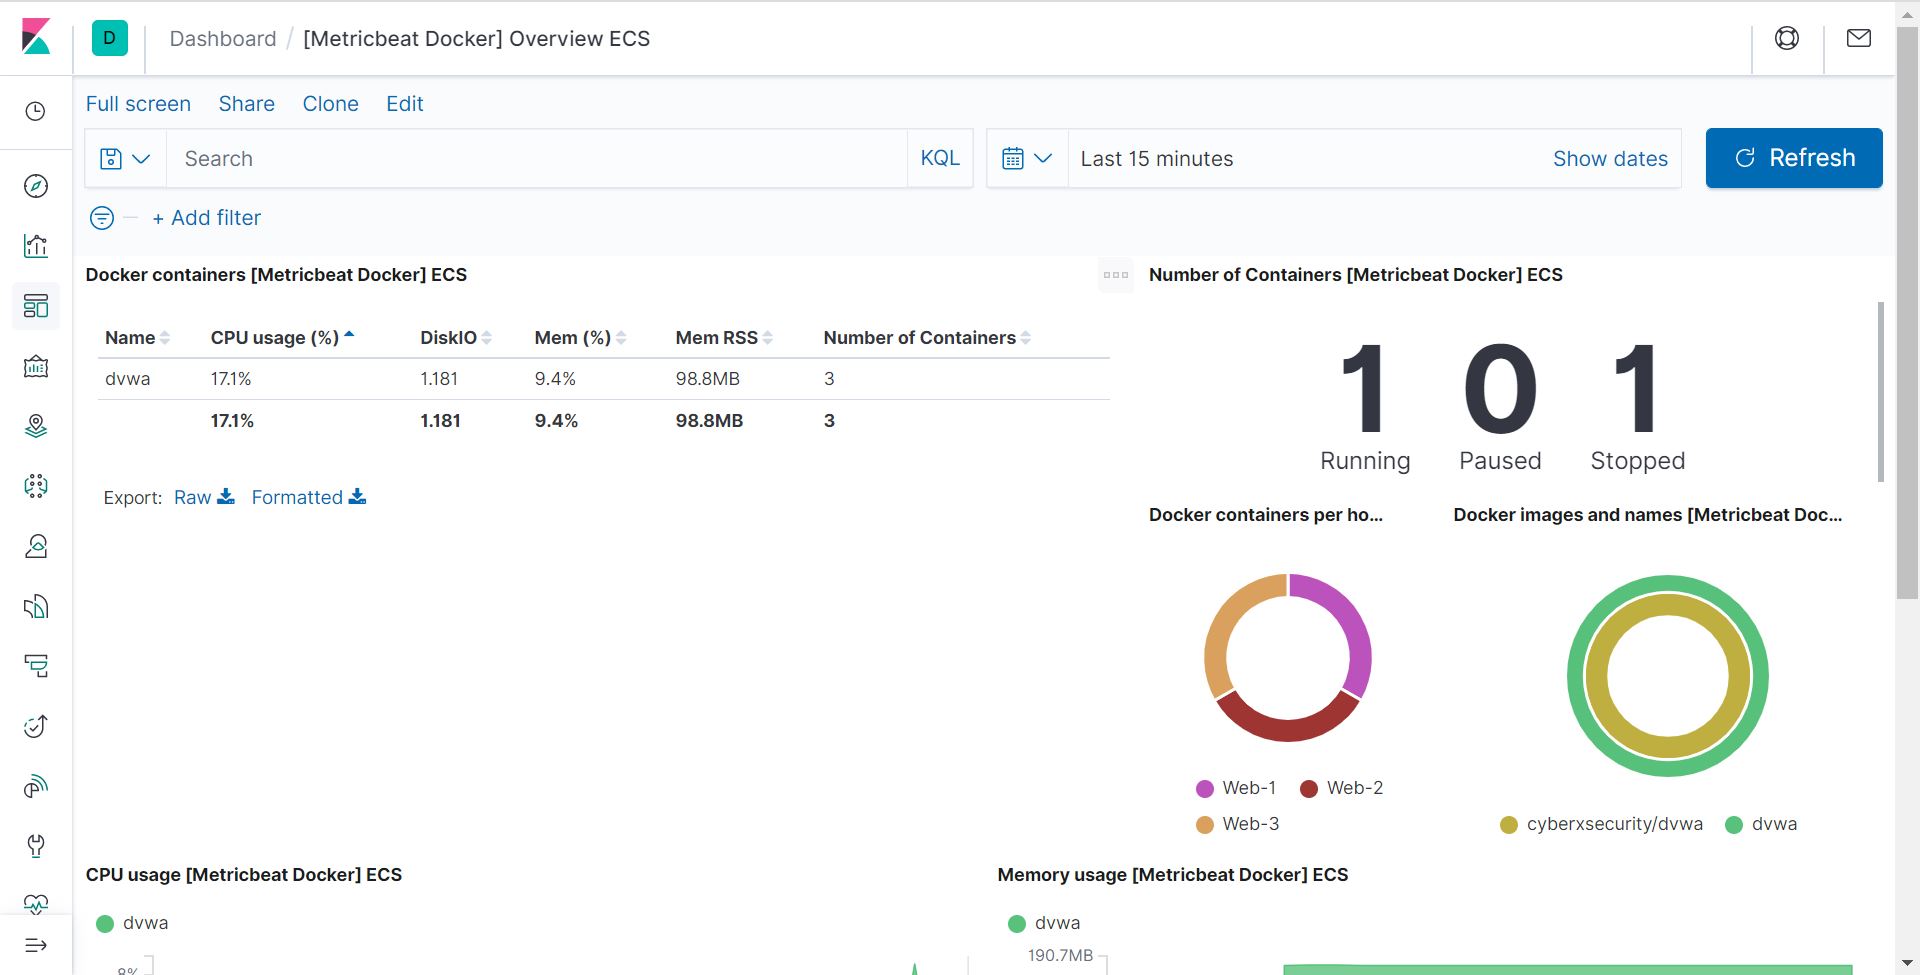 D Dashboard / [Metricbeat Docker] Overview ECS
Full screen Share Clone Edit
Search KQL Last 15 minutes Show dates Refresh
+ Add filter
Docker containers [Metricbeat Docker] ECS
Name CPU usage (%) DiskIO Mem (%) Mem RSS Number of Containers
dvwa 17.1% 1.181 9.4% 98.8MB 3
17.1% 1.181 9.4% 98.8MB 3
Export: Raw Formatted
Number of Containers [Metricbeat Docker] ECS
1 0 1
Running Paused Stopped
Docker containers per ho...
Web-1 Web-2
Web-3
Docker images and names [Metricbeat Doc...
cyberxsecurity/dvwa dvwa
CPU usage [Metricbeat Docker] ECS
dvwa
8%
Memory usage [Metricbeat Docker] ECS
dvwa
190.7MB